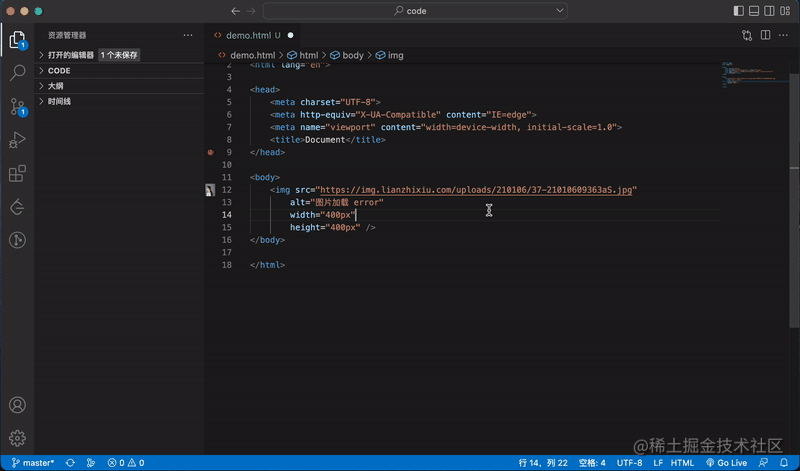 code
资源管理器
打开的编辑器 1 个未保存
CODE
大纲
时间线
1
1
demo.html U
demo.html > html > body > img
2 <html lang="en">
3
4 <head>
5 <meta charset="UTF-8">
6 <meta http-equiv="X-UA-Compatible" content="IE=edge">
7 <meta name="viewport" content="width=device-width, initial-scale=1.0">
8 <title>Document</title>
9 </head>
10
11 <body>
12 <img src="https://img.lianzhixiu.com/uploads/210106/37-21010609363aS.jpg"
13 alt="图片加载 error"
14 width="400px"
15 height="400px" />
16 </body>
17
18 </html>
@稀土掘金技术社区
master* 0 0 行 14，列 22 空格: 4 UTF-8 LF HTML Go Live